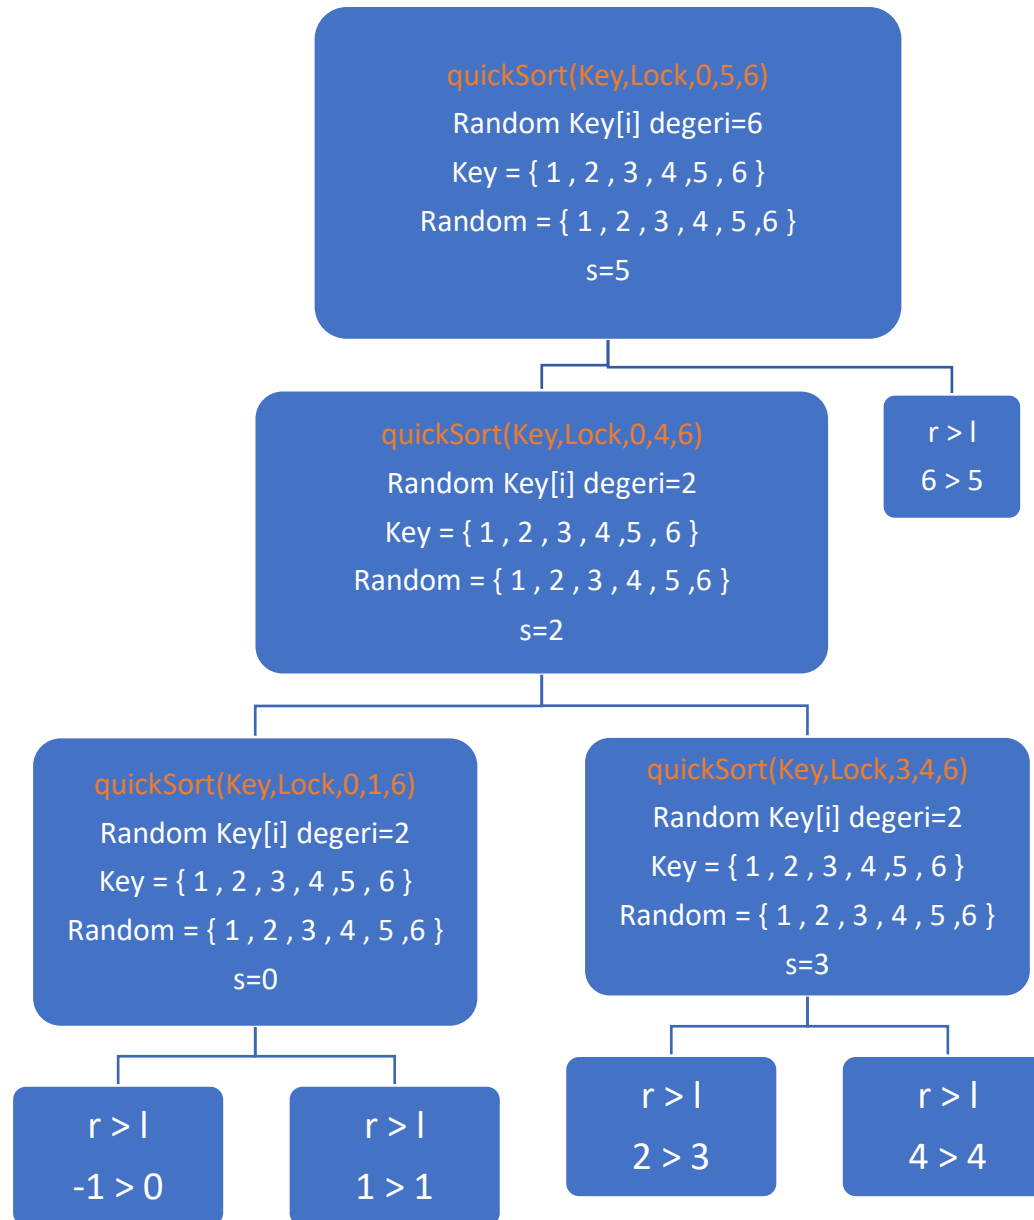 quickSort(Key,Lock,0,5,6)
Random Key[i] degeri=6
Key = { 1 , 2 , 3 , 4 ,5 , 6 }
Random = { 1 , 2 , 3 , 4 , 5 ,6 }
s=5
quickSort(Key,Lock,0,4,6)
Random Key[i] degeri=2
Key = { 1 , 2 , 3 , 4 ,5 , 6 }
Random = { 1 , 2 , 3 , 4 , 5 ,6 }
s=2
r > l
6 > 5
quickSort(Key,Lock,0,1,6)
Random Key[i] degeri=2
Key = { 1 , 2 , 3 , 4 ,5 , 6 }
Random = { 1 , 2 , 3 , 4 , 5 ,6 }
s=0
quickSort(Key,Lock,3,4,6)
Random Key[i] degeri=2
Key = { 1 , 2 , 3 , 4 ,5 , 6 }
Random = { 1 , 2 , 3 , 4 , 5 ,6 }
s=3
r > l
-1 > 0
r > l
1 > 1
r > l
2 > 3
r > l
4 > 4